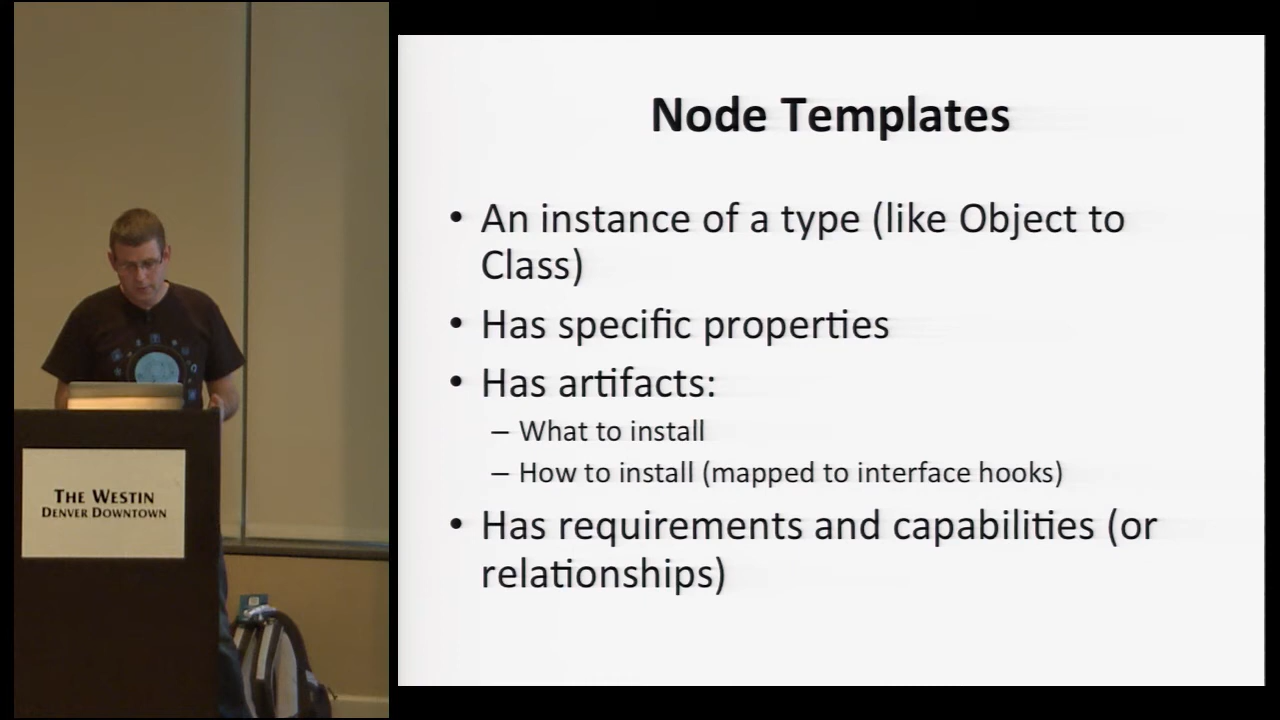 Node Templates
• An instance of a type (like Object to
Class)
• Has specific properties
• Has artifacts:
– What to install
– How to install (mapped to interface hooks)
• Has requirements and capabilities (or
relationships)
THE WESTIN
DENVER DOWNTOWN